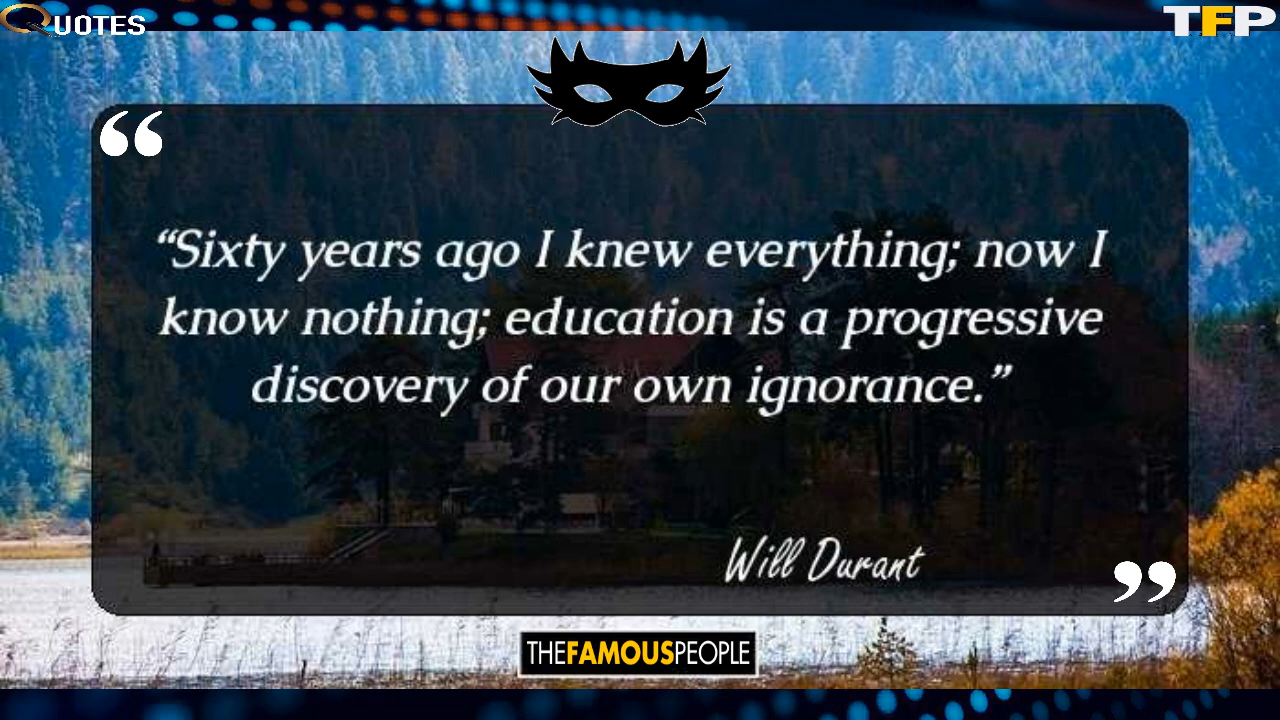 QUOTES
TFP
“
“Sixty years ago I knew everything; now I
know nothing; education is a progressive
discovery of our own ignorance.”
Will Durant
”
THEFAMOUSPEOPLE